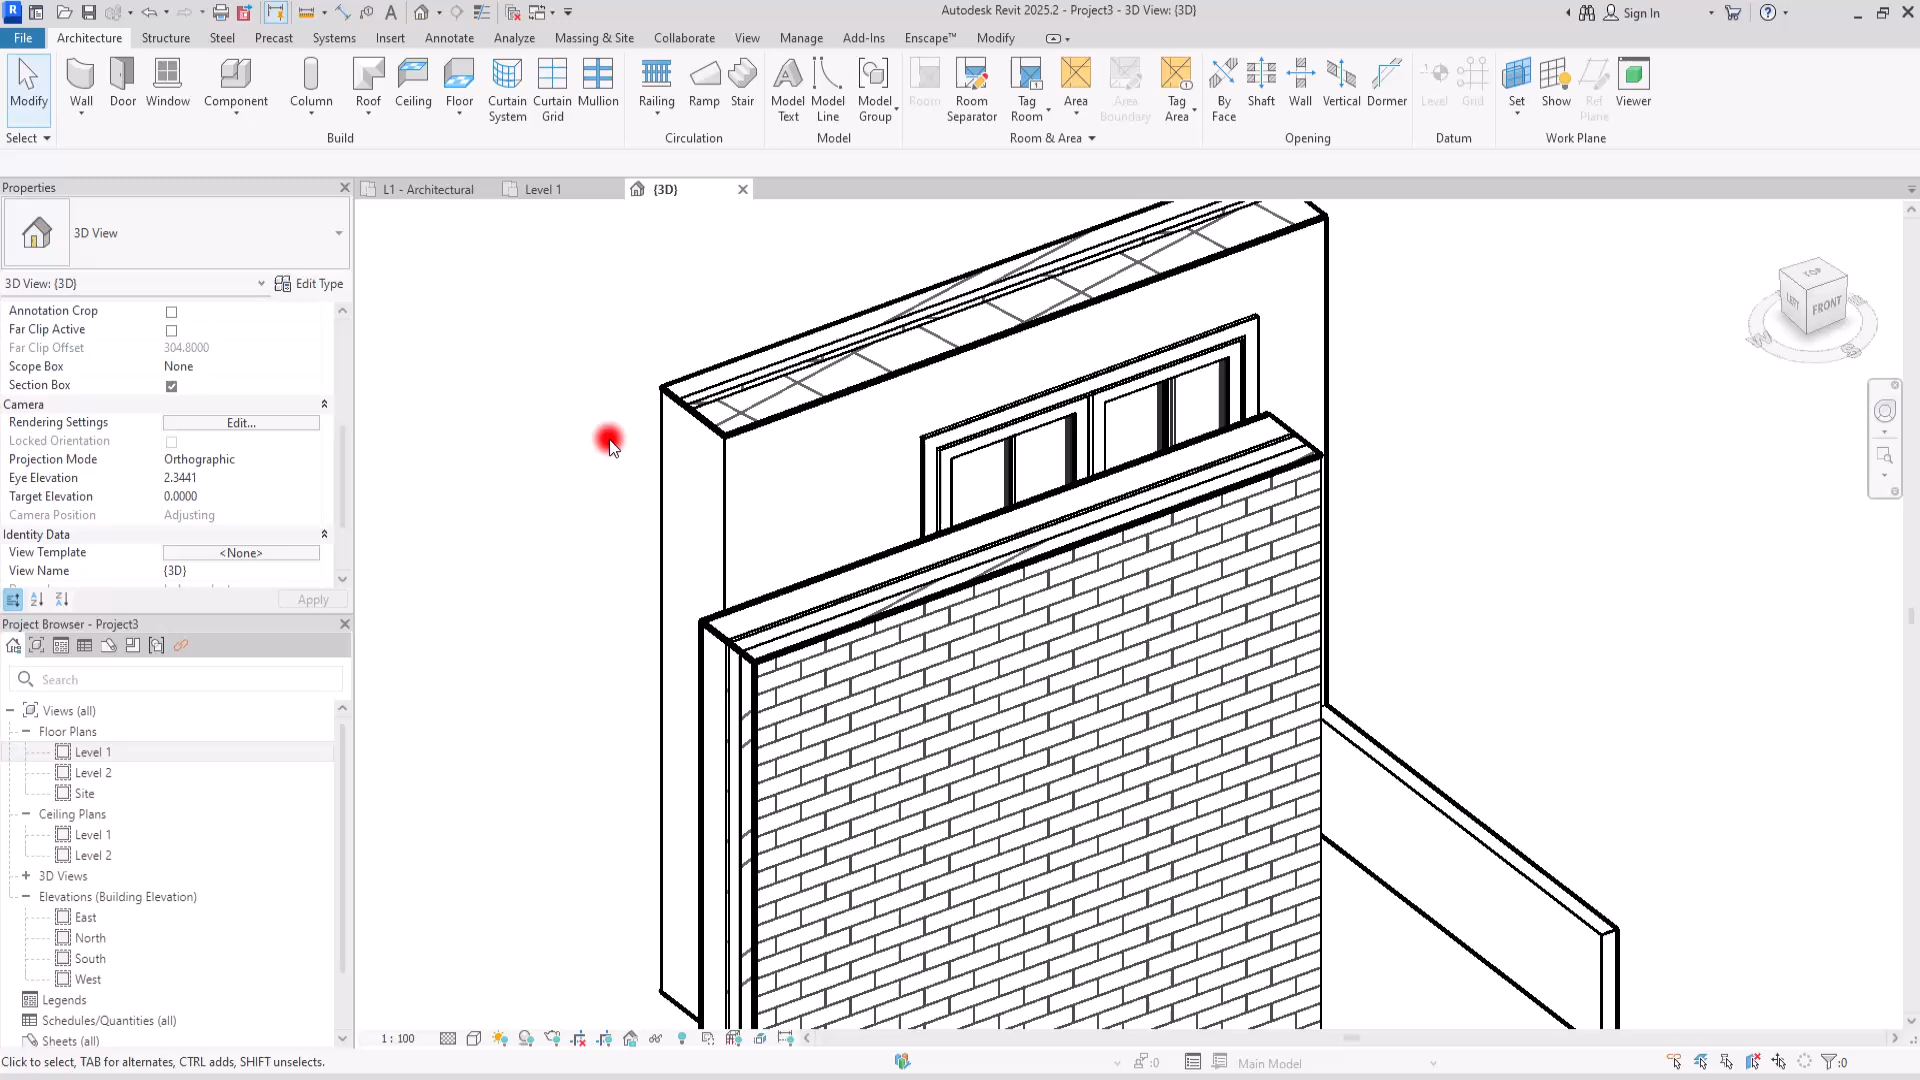 Autodesk Revit 2025.2 - Project3 - 3D View: {3D}
Sign In
File Architecture Structure Steel Precast Systems Insert Annotate Analyze Massing & Site Collaborate View Manage Add-Ins Enscape™ Modify
Modify Wall Door Window Component Column Roof Ceiling Floor Curtain System Curtain Grid Mullion Railing Ramp Stair Model Text Model Line Model Group Room Room Separator Tag Room Area Area Boundary Tag Area By Face Shaft Wall Vertical Dormer Level Grid Set Show Ref Plane Viewer
Select Build Circulation Model Room & Area Opening Datum Work Plane
Properties
L1 - Architectural Level 1 {3D}
3D View
3D View: {3D} Edit Type
Annotation Crop
Far Clip Active
Far Clip Offset 304.8000
Scope Box None
Section Box
Camera
Rendering Settings Edit...
Locked Orientation
Projection Mode Orthographic
Eye Elevation 2.3441
Target Elevation 0.0000
Camera Position Adjusting
Identity Data
View Template <None>
View Name {3D}
Apply
TOP
LEFT FRONT
W S
Project Browser - Project3
Search
Views (all)
Floor Plans
Level 1
Level 2
Site
Ceiling Plans
Level 1
Level 2
3D Views
Elevations (Building Elevation)
East
North
South
West
Legends
Schedules/Quantities (all)
Sheets (all)
1 : 100
Click to select, TAB for alternates, CTRL adds, SHIFT unselects.
:0 Main Model :0